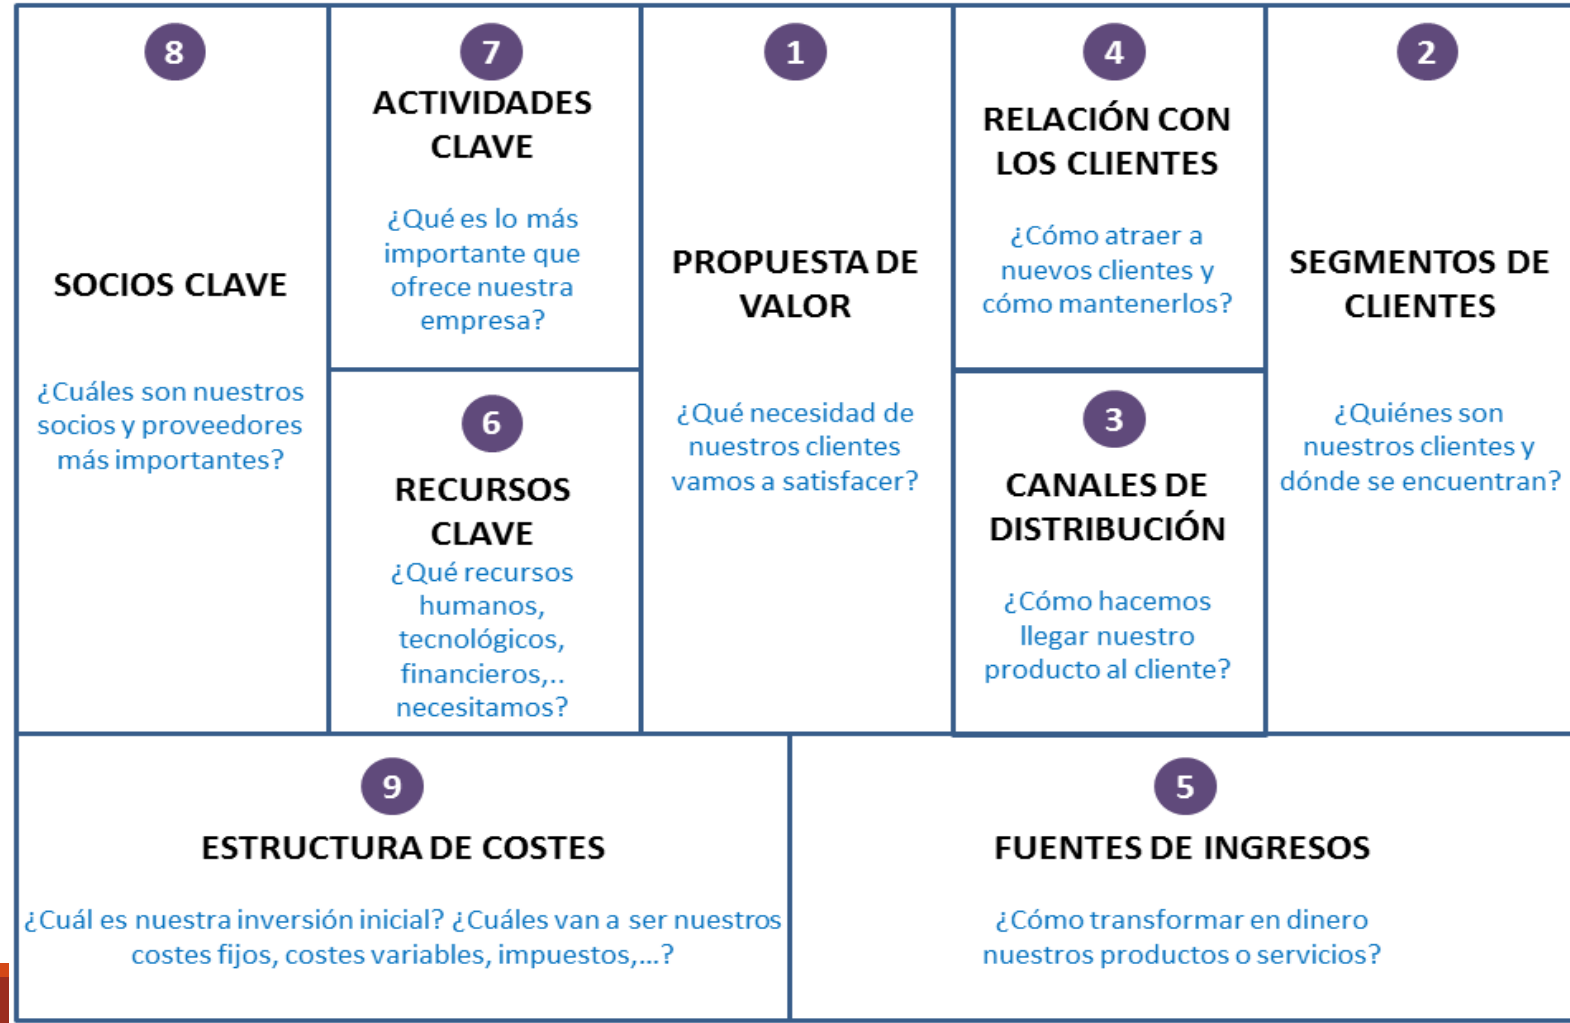 8
SOCIOS CLAVE
¿Cuáles son nuestros
socios y proveedores
más importantes?
7
ACTIVIDADES
CLAVE
¿Qué es lo más
importante que
ofrece nuestra
empresa?
6
RECURSOS
CLAVE
¿Qué recursos
humanos,
tecnológicos,
financieros,..
necesitamos?
1
PROPUESTA DE
VALOR
¿Qué necesidad de
nuestros clientes
vamos a satisfacer?
4
RELACIÓN CON
LOS CLIENTES
¿Cómo atraer a
nuevos clientes y
cómo mantenerlos?
3
CANALES DE
DISTRIBUCIÓN
¿Cómo hacemos
llegar nuestro
producto al cliente?
2
SEGMENTOS DE
CLIENTES
¿Quiénes son
nuestros clientes y
dónde se encuentran?
9
ESTRUCTURA DE COSTES
¿Cuál es nuestra inversión inicial? ¿Cuáles van a ser nuestros
costes fijos, costes variables, impuestos,...?
5
FUENTES DE INGRESOS
¿Cómo transformar en dinero
nuestros productos o servicios?